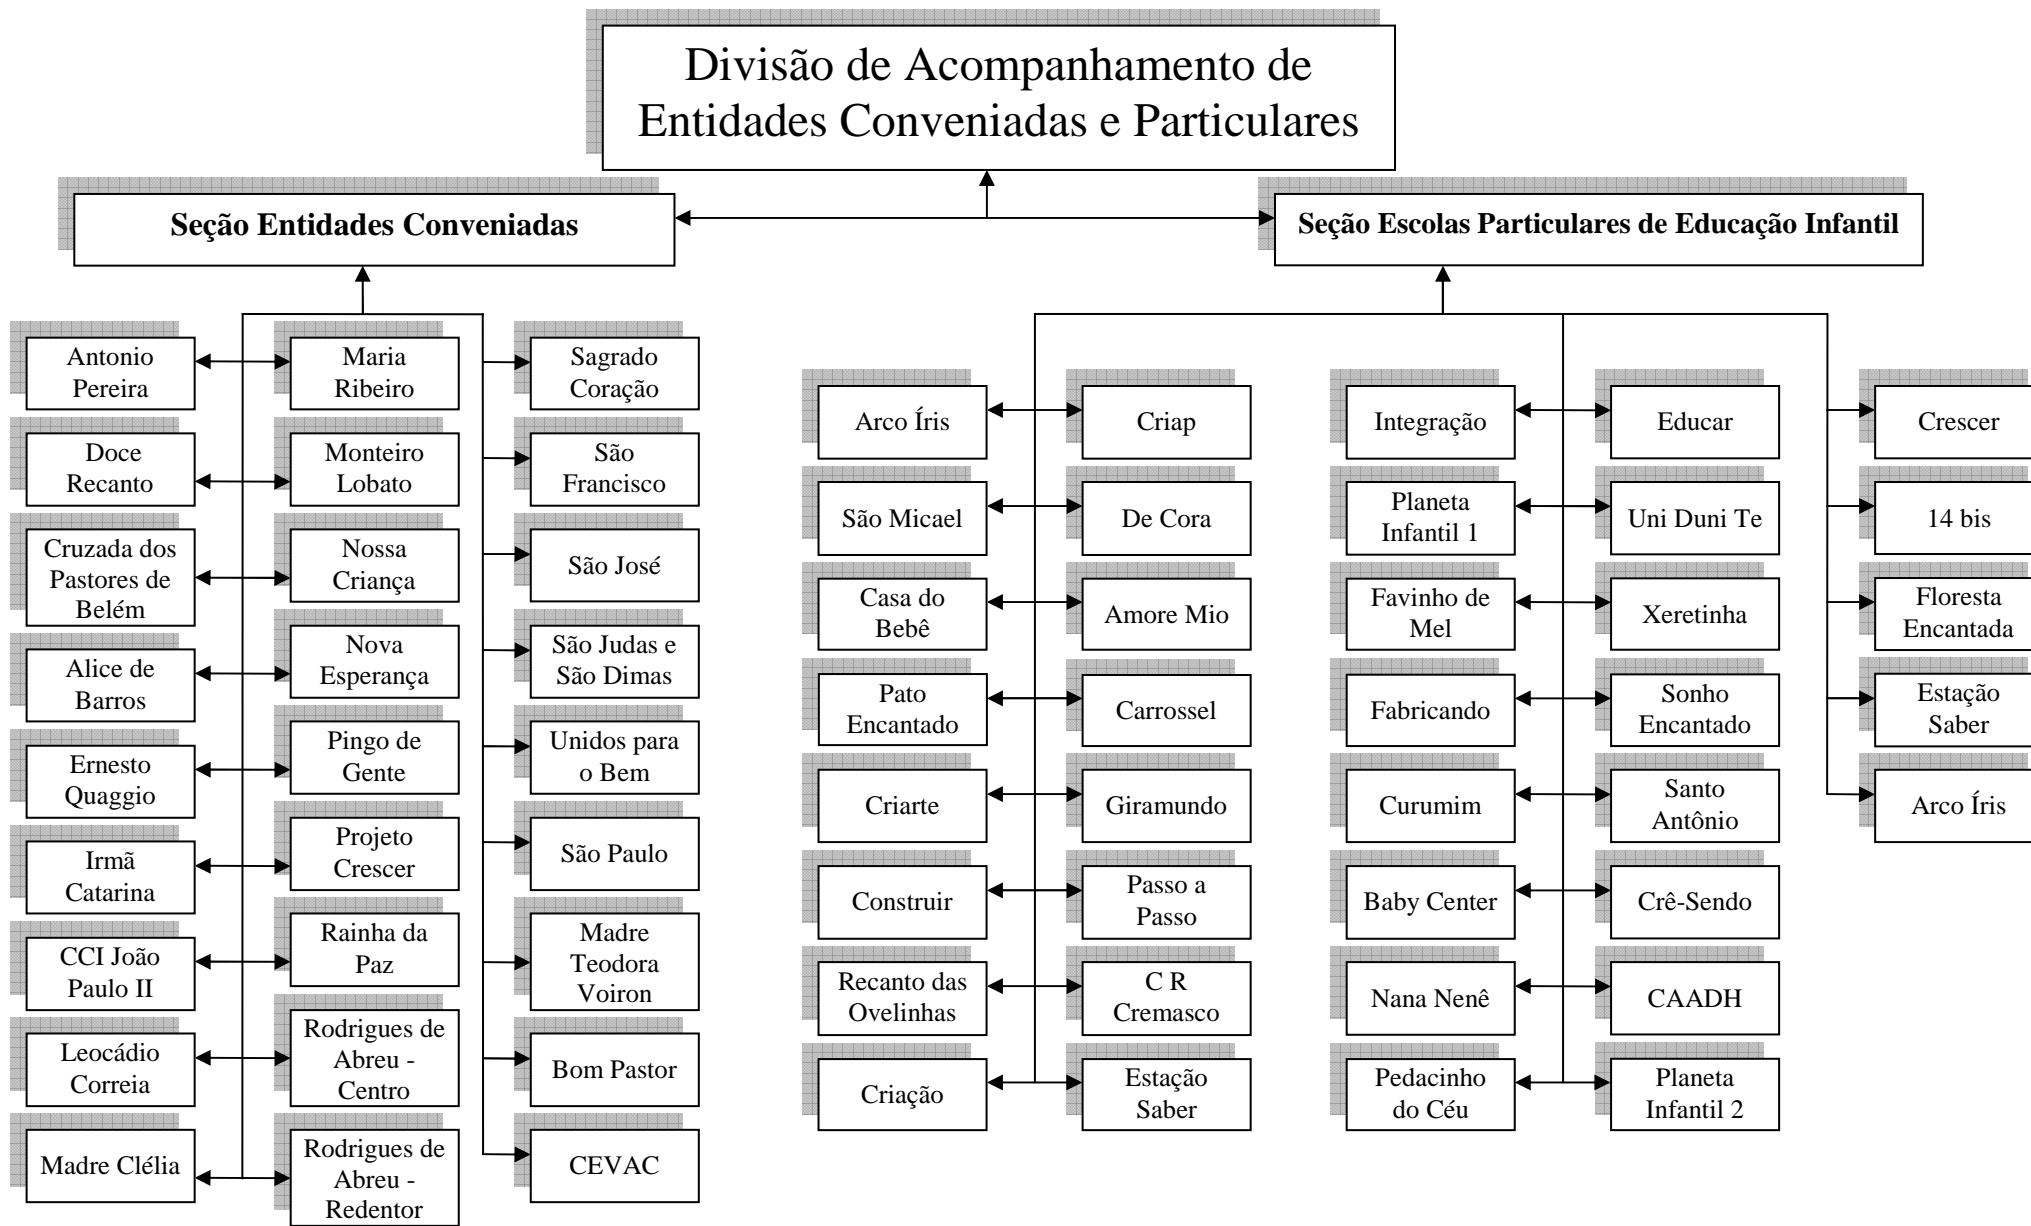 Divisão de Acompanhamento de
Entidades Conveniadas e Particulares
Seção Entidades Conveniadas
Seção Escolas Particulares de Educação Infantil
Antonio
Pereira
Doce
Recanto
Cruzada dos
Pastores de
Belém
Alice de
Barros
Ernesto
Quaggio
Irmã
Catarina
CCI João
Paulo II
Leocádio
Correia
Madre Clélia
Maria
Ribeiro
Monteiro
Lobato
Nossa
Criança
Nova
Esperança
Pingo de
Gente
Projeto
Crescer
Rainha da
Paz
Rodrigues de
Abreu -
Centro
Rodrigues de
Abreu -
Redentor
Sagrado
Coração
São
Francisco
São José
São Judas e
São Dimas
Unidos para
o Bem
São Paulo
Madre
Teodora
Voiron
Bom Pastor
CEVAC
Arco Íris
São Micael
Casa do
Bebê
Pato
Encantado
Criarte
Construir
Recanto das
Ovelinhas
Criação
Criap
De Cora
Amore Mio
Carrossel
Giramundo
Passo a
Passo
C R
Cremasco
Estação
Saber
Integração
Planeta
Infantil 1
Favinho de
Mel
Fabricando
Curumim
Baby Center
Nana Nenê
Pedacinho
do Céu
Educar
Uni Duni Te
Xeretinha
Sonho
Encantado
Santo
Antônio
Crê-Sendo
CAADH
Planeta
Infantil 2
Crescer
14 bis
Floresta
Encantada
Estação
Saber
Arco Íris